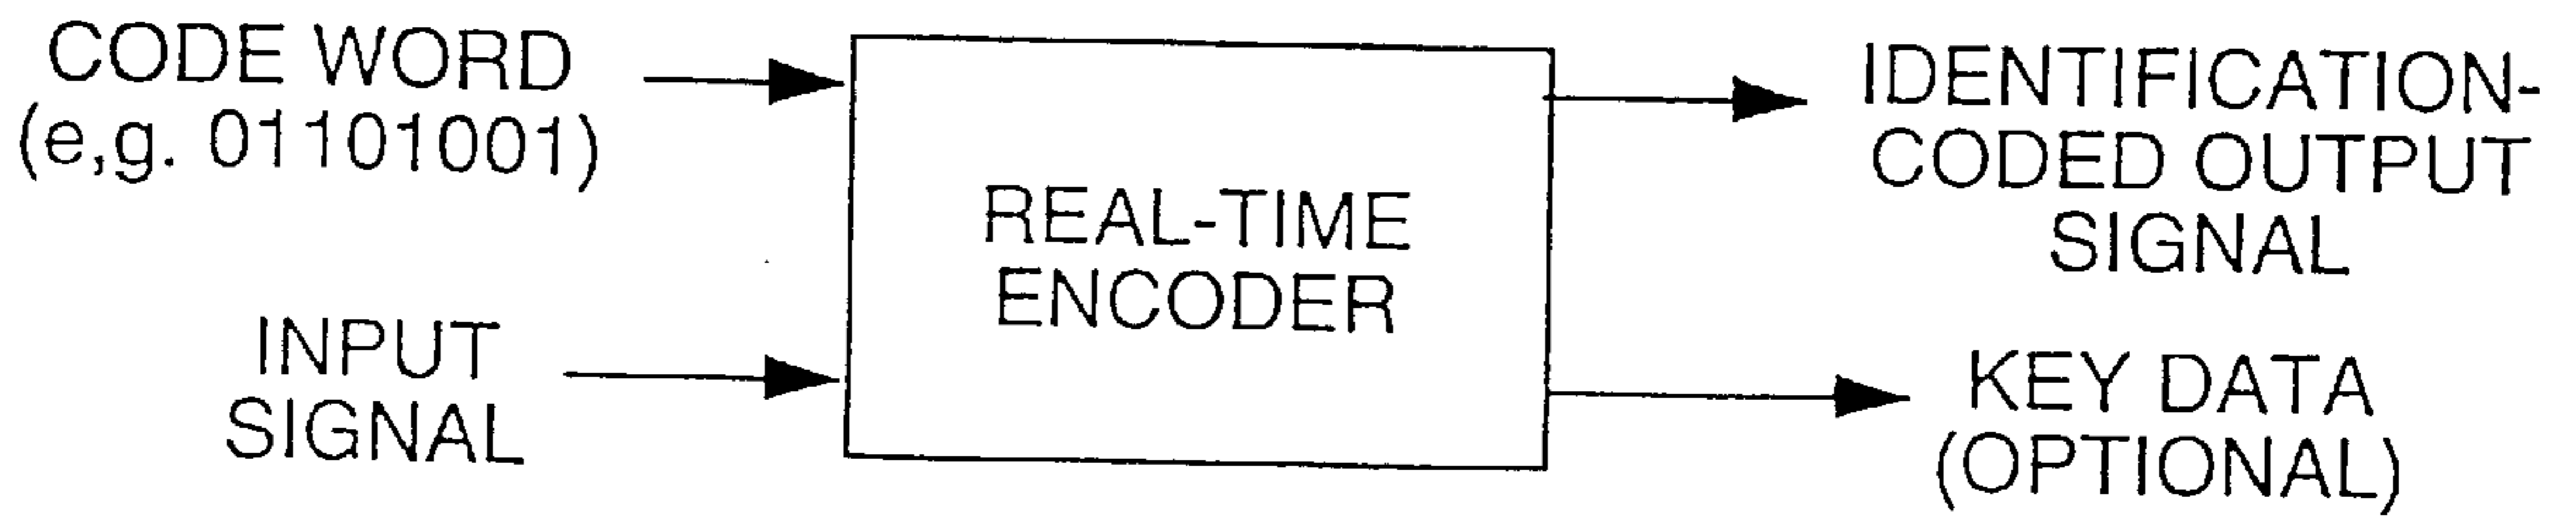 CODE WORD
(e,g. 01101001)
INPUT
SIGNAL
REAL-TIME
ENCODER
IDENTIFICATION-
CODED OUTPUT
SIGNAL
KEY DATA
(OPTIONAL)